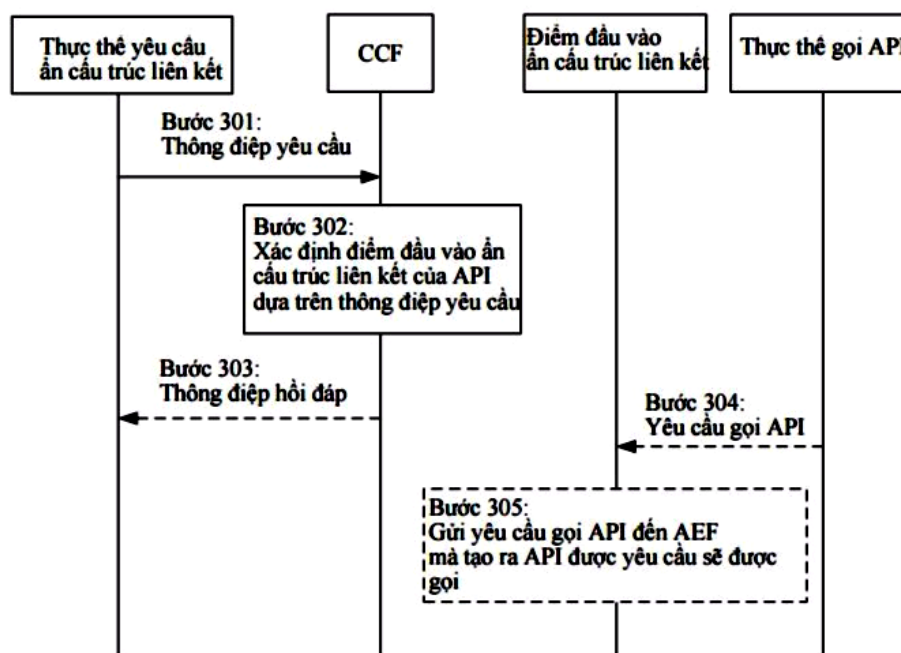 Thực thể yêu cầu
ẩn cấu trúc liên kết
CCF
Điểm đầu vào
ẩn cấu trúc liên kết
Thực thể gọi API
Bước 301:
Thông điệp yêu cầu
Bước 302:
Xác định điểm đầu vào ẩn
cấu trúc liên kết của API
dựa trên thông điệp yêu cầu
Bước 303:
Thông điệp hồi đáp
Bước 304:
Yêu cầu gọi API
Bước 305:
Gửi yêu cầu gọi API đến AEF
mà tạo ra API được yêu cầu sẽ được
gọi